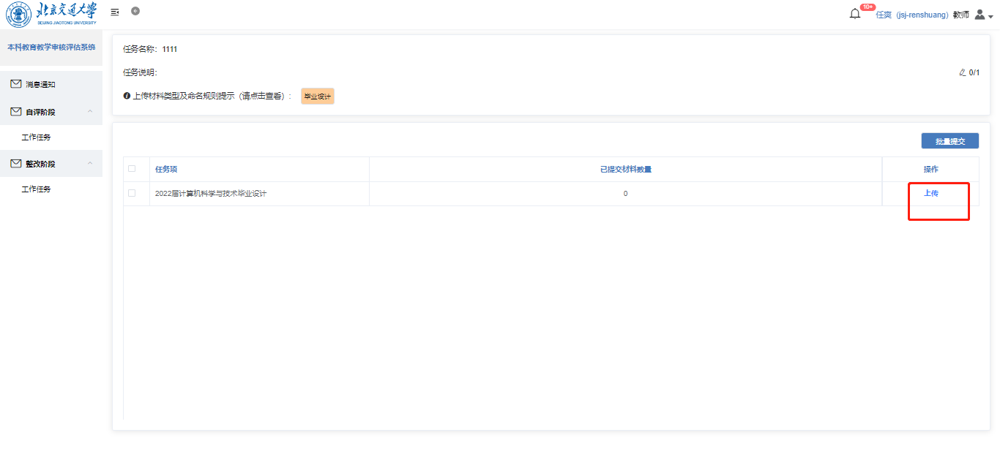 北京交通大学
BEIJING JIAOTONG UNIVERSITY
10+
任爽（jsj-renshuang）教师
本科教育教学审核评估系统
消息通知
自评阶段
工作任务
整改阶段
工作任务
任务名称：1111
任务说明：
0/1
上传材料类型及命名规则提示（请点击查看）： 毕业设计
批量提交
任务项 已提交材料数量 操作
2022届计算机科学与技术毕业设计 0 上传